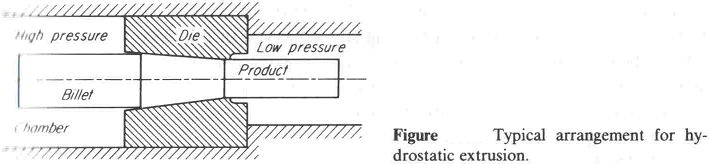 High pressure
Die
Low pressure
Product
Billet
Chamber
Figure Typical arrangement for hy-
drostatic extrusion.